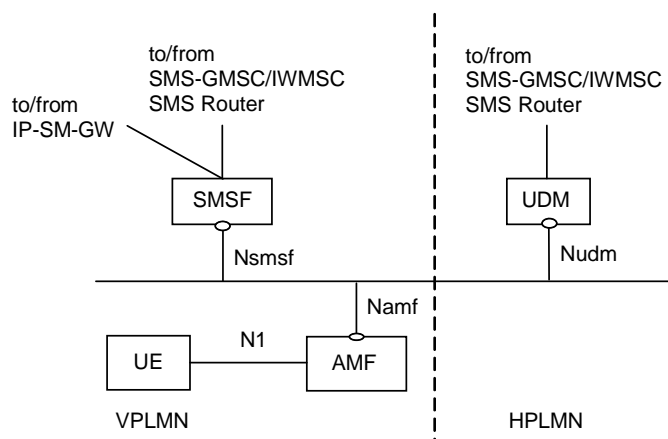 to/from
SMS-GMSC/IWMSC
SMS Router
to/from
SMS-GMSC/IWMSC
SMS Router
to/from
IP-SM-GW
SMSF
UDM
Nsmsf
Nudm
Namf
N1
UE
AMF
VPLMN
HPLMN